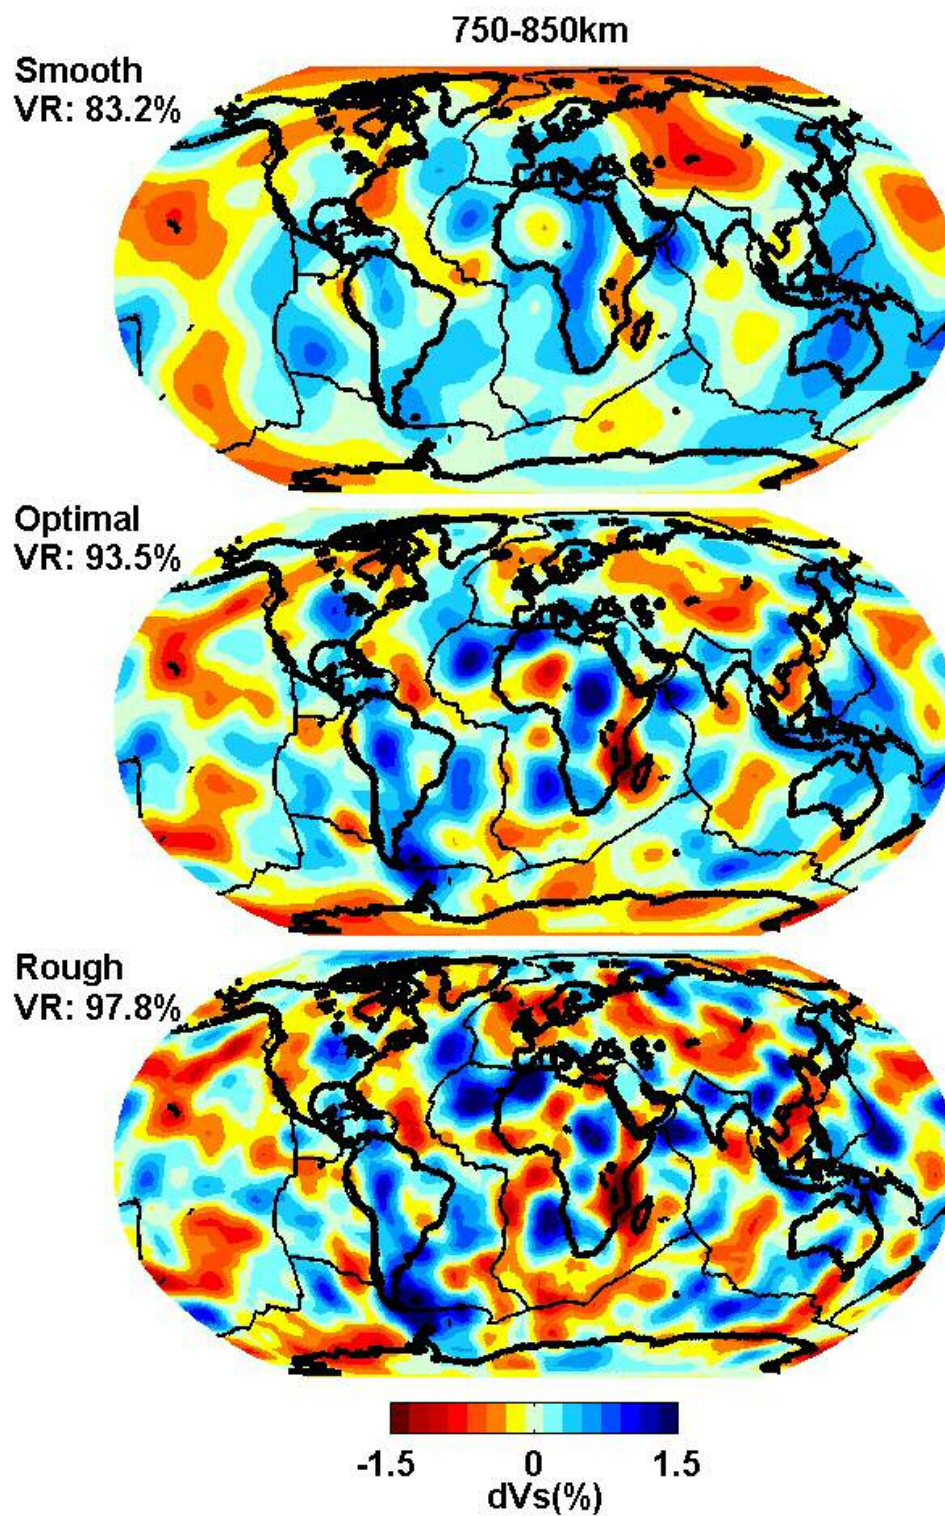 750-850km
Smooth
VR: 83.2%
Optimal
VR: 93.5%
Rough
VR: 97.8%
-1.5 0 1.5
dVs(%)